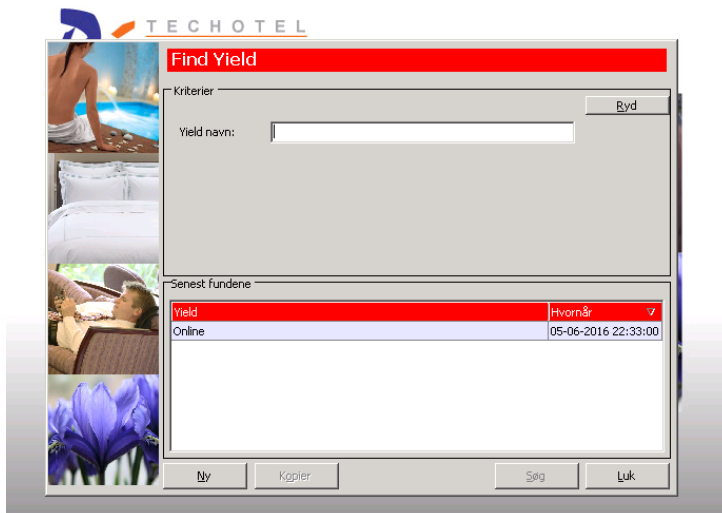 TECHOTEL
Find Yield
Kriterier
Ryd
Yield navn:
Senest fundene
Yield Hvornår
Online 05-06-2016 22:33:00
Ny Kopier Søg Luk